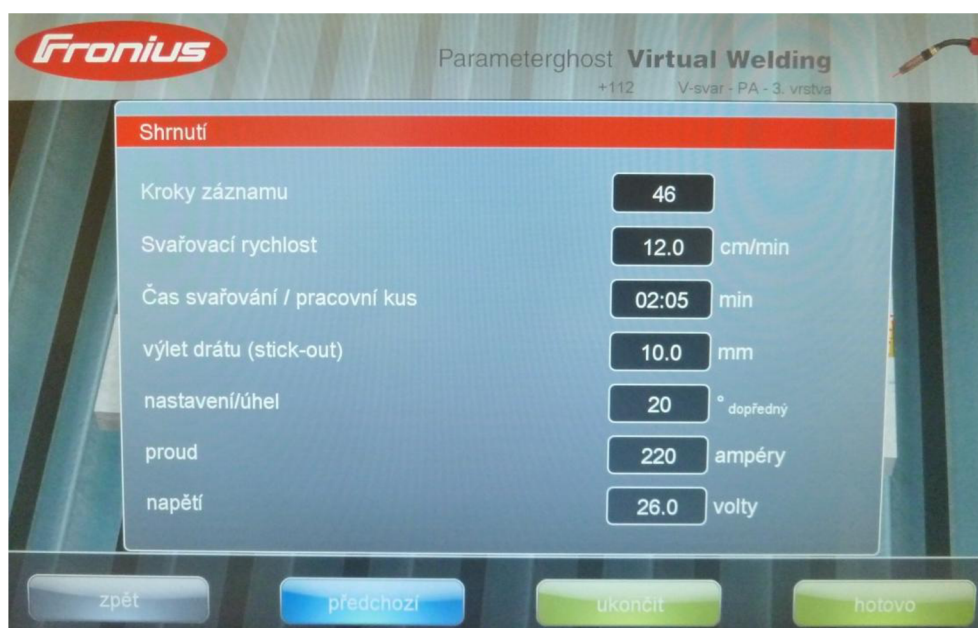 Fronius
Parameterghost Virtual Welding
+112 V-svar - PA - 3. vrstva
Shrnutí
Kroky záznamu 46
Svařovací rychlost 12.0 cm/min
Čas svařování / pracovní kus 02:05 min
výlet drátu (stick-out) 10.0 mm
nastavení/úhel 20 ° dopředný
proud 220 ampéry
napětí 26.0 volty
zpět předchozí ukončit hotovo